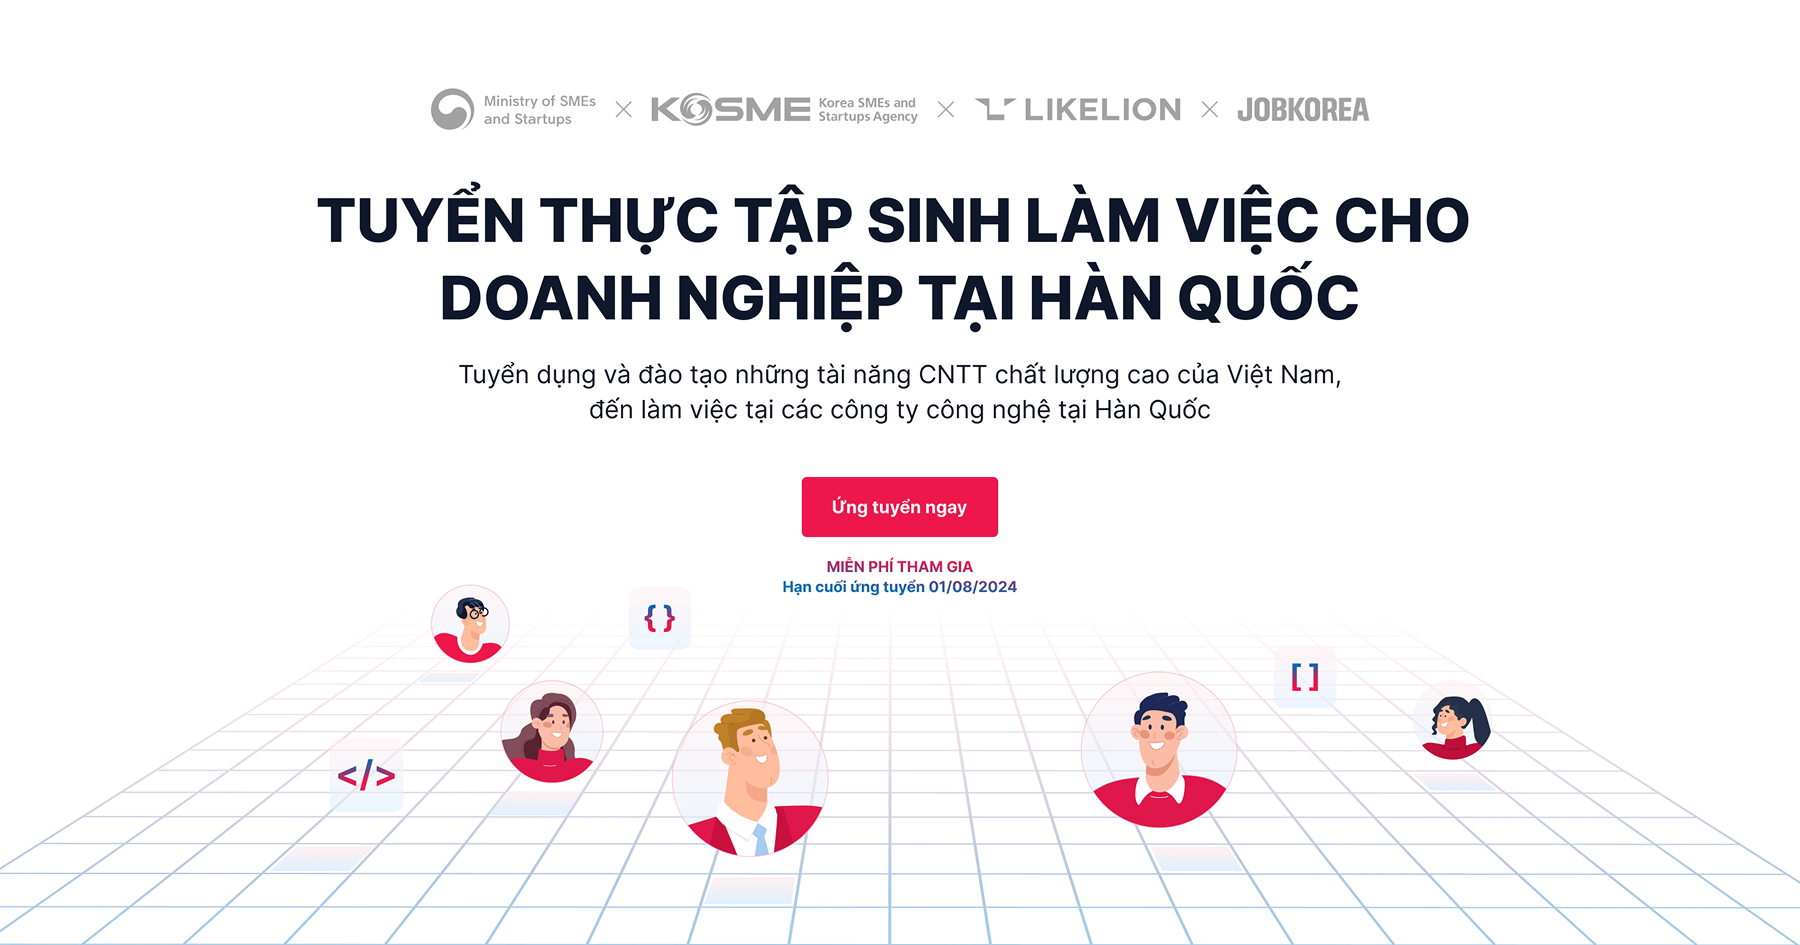 Ministry of SMEs
and Startups
×
KOSME
Korea SMEs and
Startups Agency
×
LIKELION
×
JOBKOREA
TUYỂN THỰC TẬP SINH LÀM VIỆC CHO
DOANH NGHIỆP TẠI HÀN QUỐC
Tuyển dụng và đào tạo những tài năng CNTT chất lượng cao của Việt Nam,
đến làm việc tại các công ty công nghệ tại Hàn Quốc
Ứng tuyển ngay
MIỄN PHÍ THAM GIA
Hạn cuối ứng tuyển 01/08/2024
{ }
[ ]
</>